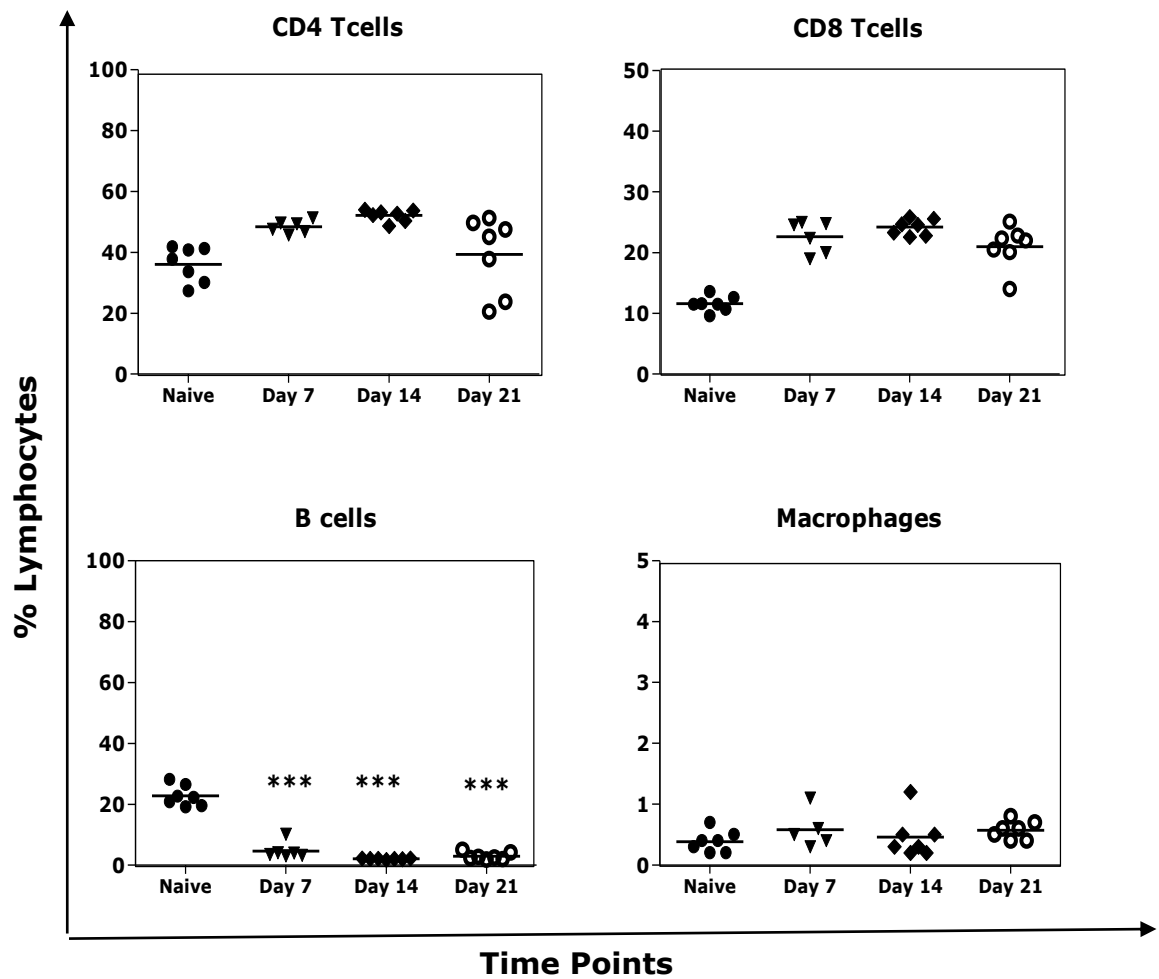 CD4 Tcells
100
80
60
40
20
0
Naive Day 7 Day 14 Day 21
CD8 Tcells
50
40
30
20
10
0
Naive Day 7 Day 14 Day 21
% Lymphocytes
B cells
100
80
60
40
20
0
*** *** ***
Naive Day 7 Day 14 Day 21
Macrophages
5
4
3
2
1
0
Naive Day 7 Day 14 Day 21
Time Points